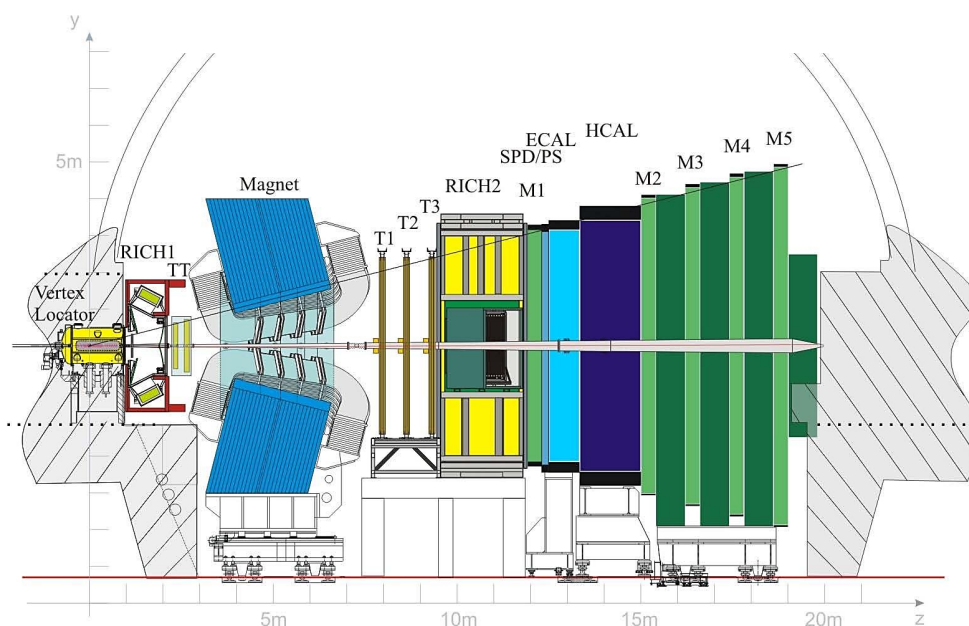 y
5m
ECAL
HCAL
SPD/PS
M1
M2
M3
M4
M5
Magnet
RICH2
T1
T2
T3
RICH1
TT
Vertex
Locator
5m
10m
15m
20m
z